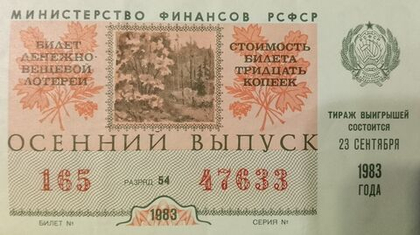 МИНИСТЕРСТВО ФИНАНСОВ РСФСР
БИЛЕТ
ДЕНЕЖНО-
ВЕЩЕВОЙ
ЛОТЕРЕИ
СТОИМОСТЬ
БИЛЕТА
ТРИДЦАТЬ
КОПЕЕК
ОСЕННИЙ ВЫПУСК
165 РАЗРЯД 54 47633
БИЛЕТ № 1983 СЕРИЯ №
ТИРАЖ ВЫИГРЫШЕЙ
СОСТОИТСЯ
23 СЕНТЯБРЯ
1983
ГОДА